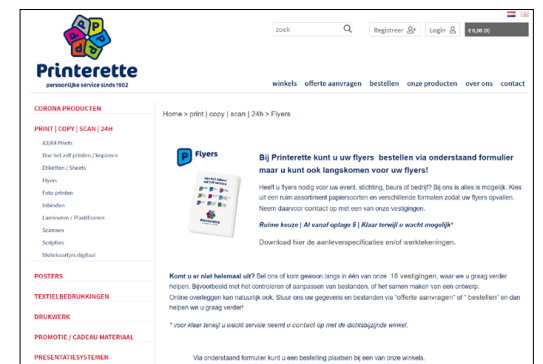 zoek
Registreer
Login
€ 0,00 (0)
Printerette
persoonlijke service sinds 1902
winkels offerte aanvragen bestellen onze producten over ons contact
CORONA PRODUCTEN
PRINT | COPY | SCAN | 24H
A3/A4 Prints
Doe het zelf printen / kopieren
Etiketten / Sheets
Flyers
Foto printen
Inbinden
Lamineren / Plastificeren
Scannen
Scripties
Visitekaartjes digitaal
POSTERS
TEXTIELBEDRUKKINGEN
DRUKWERK
PROMOTIE / CADEAU MATERIAAL
PRESENTATIESYSTEMEN
Home > print | copy | scan | 24h > Flyers
Flyers
Bij Printerette kunt u uw flyers bestellen via onderstaand formulier
maar u kunt ook langskomen voor uw flyers!
Heeft u flyers nodig voor uw event, stichting, beurs of bedrijf? Bij ons is alles is mogelijk. Kies
uit een ruim assortiment papiersoorten en verschillende formaten zodat uw flyers opvallen.
Neem daarvoor contact op met een van onze vestigingen.
Ruime keuze | Al vanaf oplage 5 | Klaar terwijl u wacht mogelijk*
Download hier de aanleverspecificaties en/of werktekeningen.
Komt u er niet helemaal uit? Bel ons of kom gewoon langs in één van onze 16 vestigingen, waar we u graag verder
helpen. Bijvoorbeeld met het controleren of aanpassen van bestanden. of het samen maken van een ontwerp.
Online overleggen kan natuurlijk ook. Stuur ons uw gegevens en bestanden via "offerte aanvragen" of " bestellen" en dan
helpen we u graag verder!
* voor klaar terwijl u wacht service neemt u contact op met de dichtsbijzijnde winkel.
Via onderstaand formulier kunt u een bestelling plaatsen bij een van onze winkels.